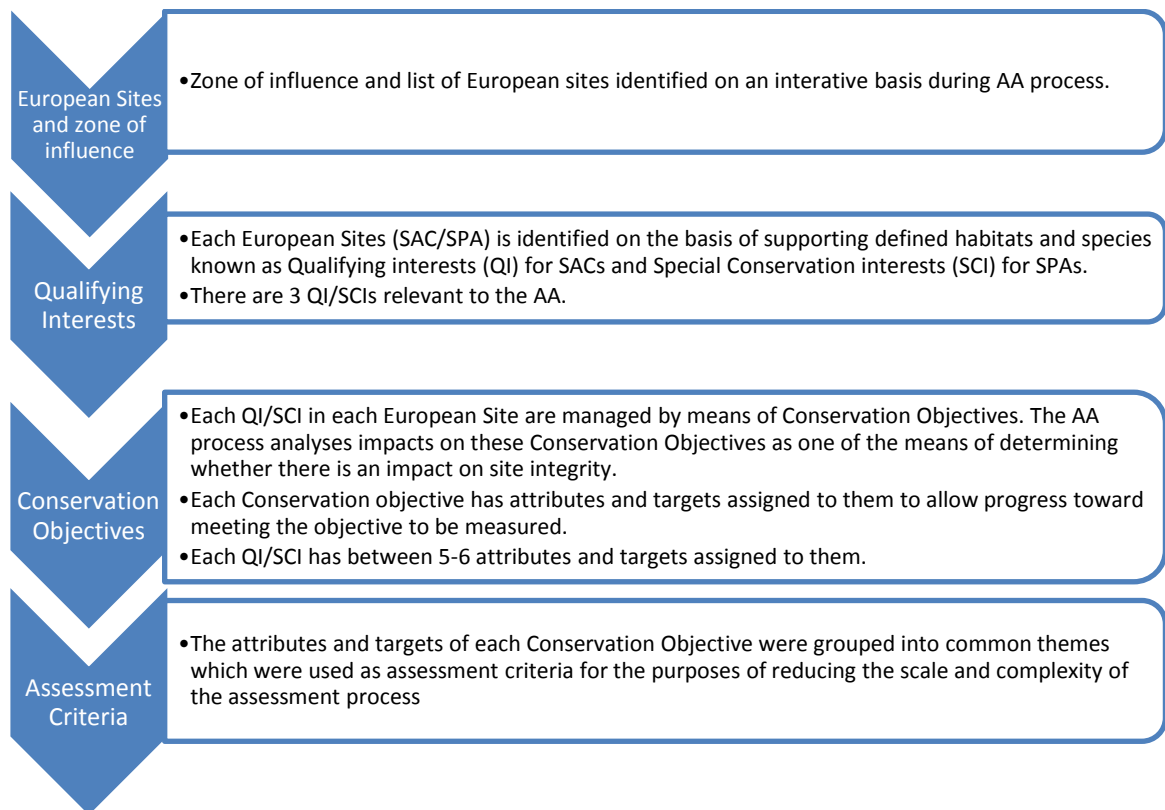 European Sites
and zone of
influence
•Zone of influence and list of European sites identified on an interative basis during AA process.
Qualifying
Interests
•Each European Sites (SAC/SPA) is identified on the basis of supporting defined habitats and species
known as Qualifying interests (QI) for SACs and Special Conservation interests (SCI) for SPAs.
•There are 3 QI/SCIs relevant to the AA.
Conservation
Objectives
•Each QI/SCI in each European Site are managed by means of Conservation Objectives. The AA
process analyses impacts on these Conservation Objectives as one of the means of determining
whether there is an impact on site integrity.
•Each Conservation objective has attributes and targets assigned to them to allow progress toward
meeting the objective to be measured.
•Each QI/SCI has between 5-6 attributes and targets assigned to them.
Assessment
Criteria
•The attributes and targets of each Conservation Objective were grouped into common themes
which were used as assessment criteria for the purposes of reducing the scale and complexity of
the assessment process